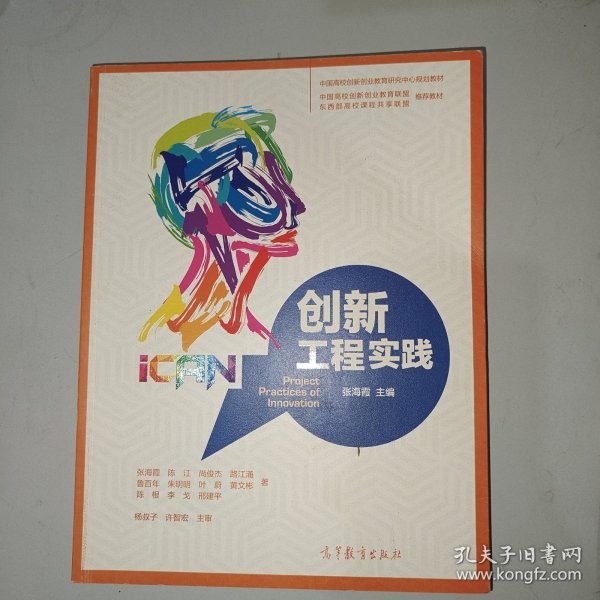 中国高校创新创业教育研究中心规划教材
中国高校创新创业教育联盟
东西部高校课程共享联盟
推荐教材
创新
工程实践
iCAN
Project
Practices of
Innovation
张海霞 主编
张海霞 陈 江 尚俊杰 路江涌
鲁百年 朱明明 叶 蔚 黄文彬 著
陈 根 李 戈 邢建平
杨叔子 许智宏 主审
高等教育出版社
孔夫子旧书网
www.kongfz.com